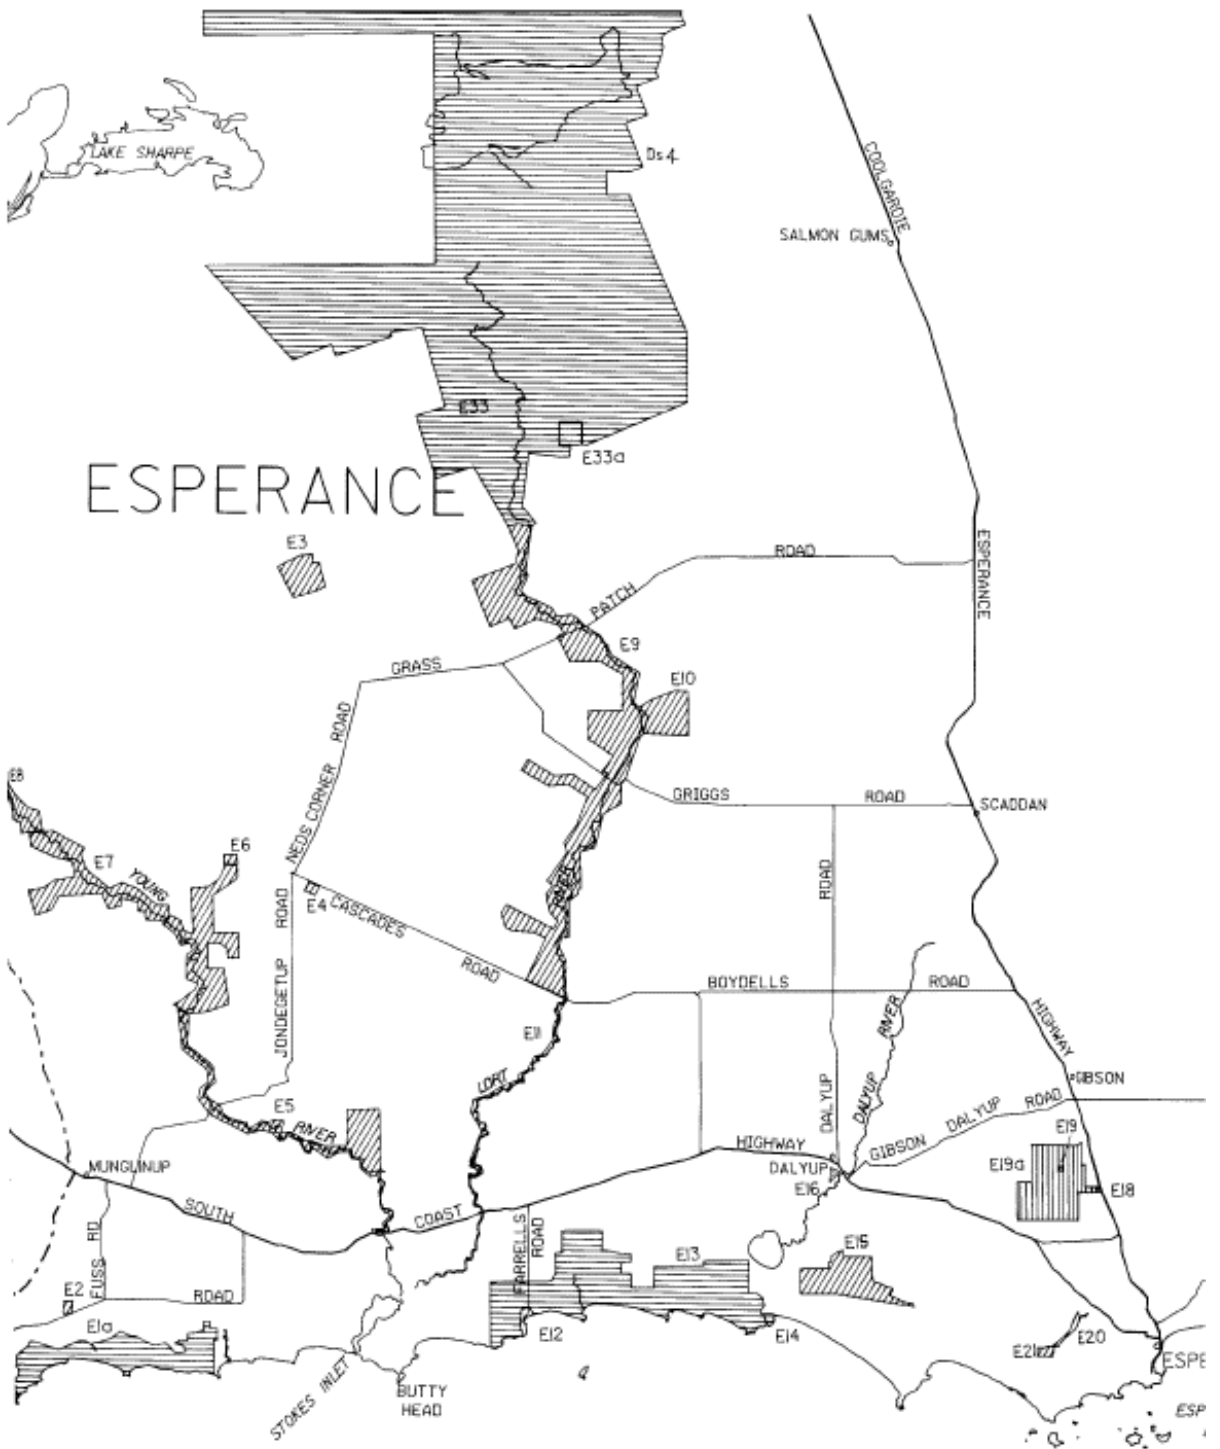 LAKE SHARPE
Ds4
COOLGARDIE
SALMON GUMS
E33a
ESPERANCE
E3
ROAD
ESPERANCE
PATCH
E9
GRASS
E10
ROAD
E8
NEDS CORNER
GRIGGS
ROAD
SCADDAN
E7
E6
YOUNG
ROAD
E4
CASCADES
ROAD
ROAD
JONDEGETUP
BOYDELLS
ROAD
RIVER
HIGHWAY
E11
LORT
GIBSON
E5
RIVER
DALYUP
DALYUP
GIBSON
DALYUP
ROAD
HIGHWAY
E19
MUNGLINUP
DALYUP
E16
E19a
E18
SOUTH
COAST
FUSS RD
FARRELLS
ROAD
E13
E15
E2
ROAD
E1a
E12
E14
E20
E21
ESPE
STOKES INLET
BUTTY
HEAD
ESP